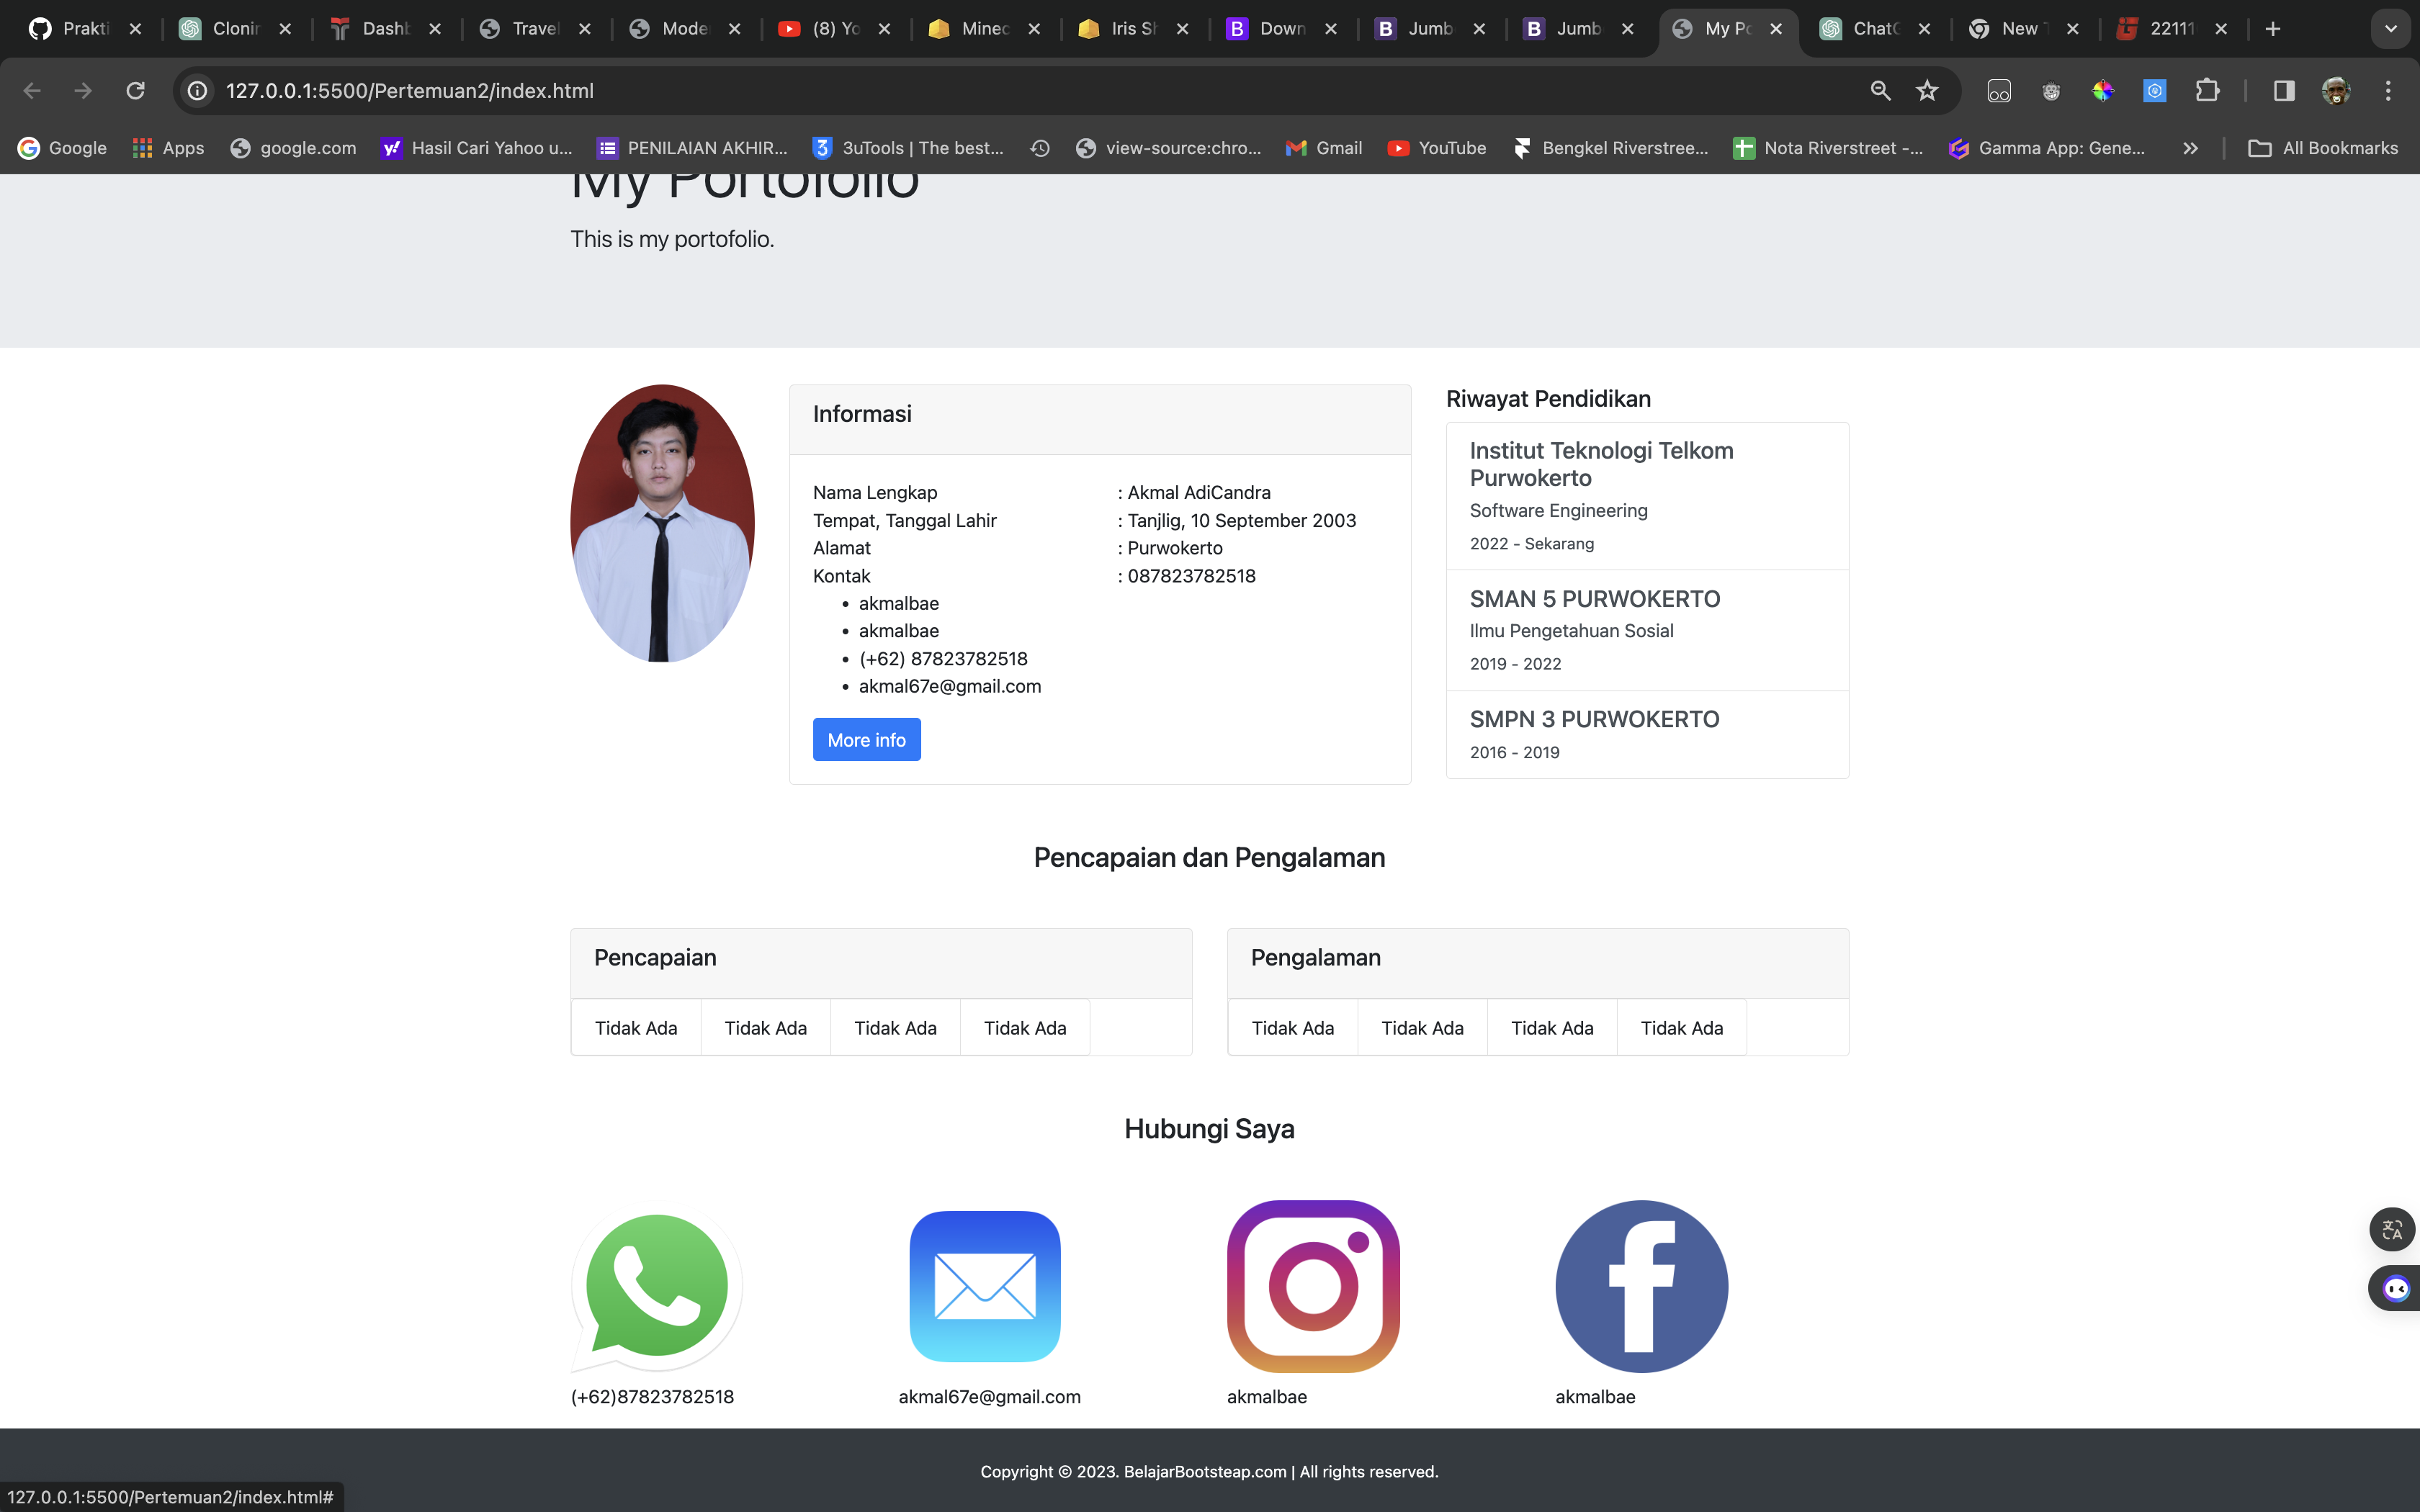 Prakti
Clonir
Dashb
Travel
Mode
(8) Yo
Minec
Iris Sh
Down
Jumb
Jumb
My Po
ChatG
New T
22111
127.0.0.1:5500/Pertemuan2/index.html
Google
Apps
google.com
Hasil Cari Yahoo u...
PENILAIAN AKHIR...
3uTools | The best...
view-source:chro...
Gmail
YouTube
Bengkel Riverstree...
Nota Riverstreet -...
Gamma App: Gene...
All Bookmarks
My Portofolio
This is my portofolio.
Informasi
Nama Lengkap : Akmal AdiCandra
Tempat, Tanggal Lahir : Tanjlig, 10 September 2003
Alamat : Purwokerto
Kontak : 087823782518
• akmalbae
• akmalbae
• (+62) 87823782518
• akmal67e@gmail.com
More info
Riwayat Pendidikan
Institut Teknologi Telkom
Purwokerto
Software Engineering
2022 - Sekarang
SMAN 5 PURWOKERTO
Ilmu Pengetahuan Sosial
2019 - 2022
SMPN 3 PURWOKERTO
2016 - 2019
Pencapaian dan Pengalaman
Pencapaian
Tidak Ada Tidak Ada Tidak Ada Tidak Ada
Pengalaman
Tidak Ada Tidak Ada Tidak Ada Tidak Ada
Hubungi Saya
(+62)87823782518
akmal67e@gmail.com
akmalbae
akmalbae
Copyright © 2023. BelajarBootsteap.com | All rights reserved.
127.0.0.1:5500/Pertemuan2/index.html#